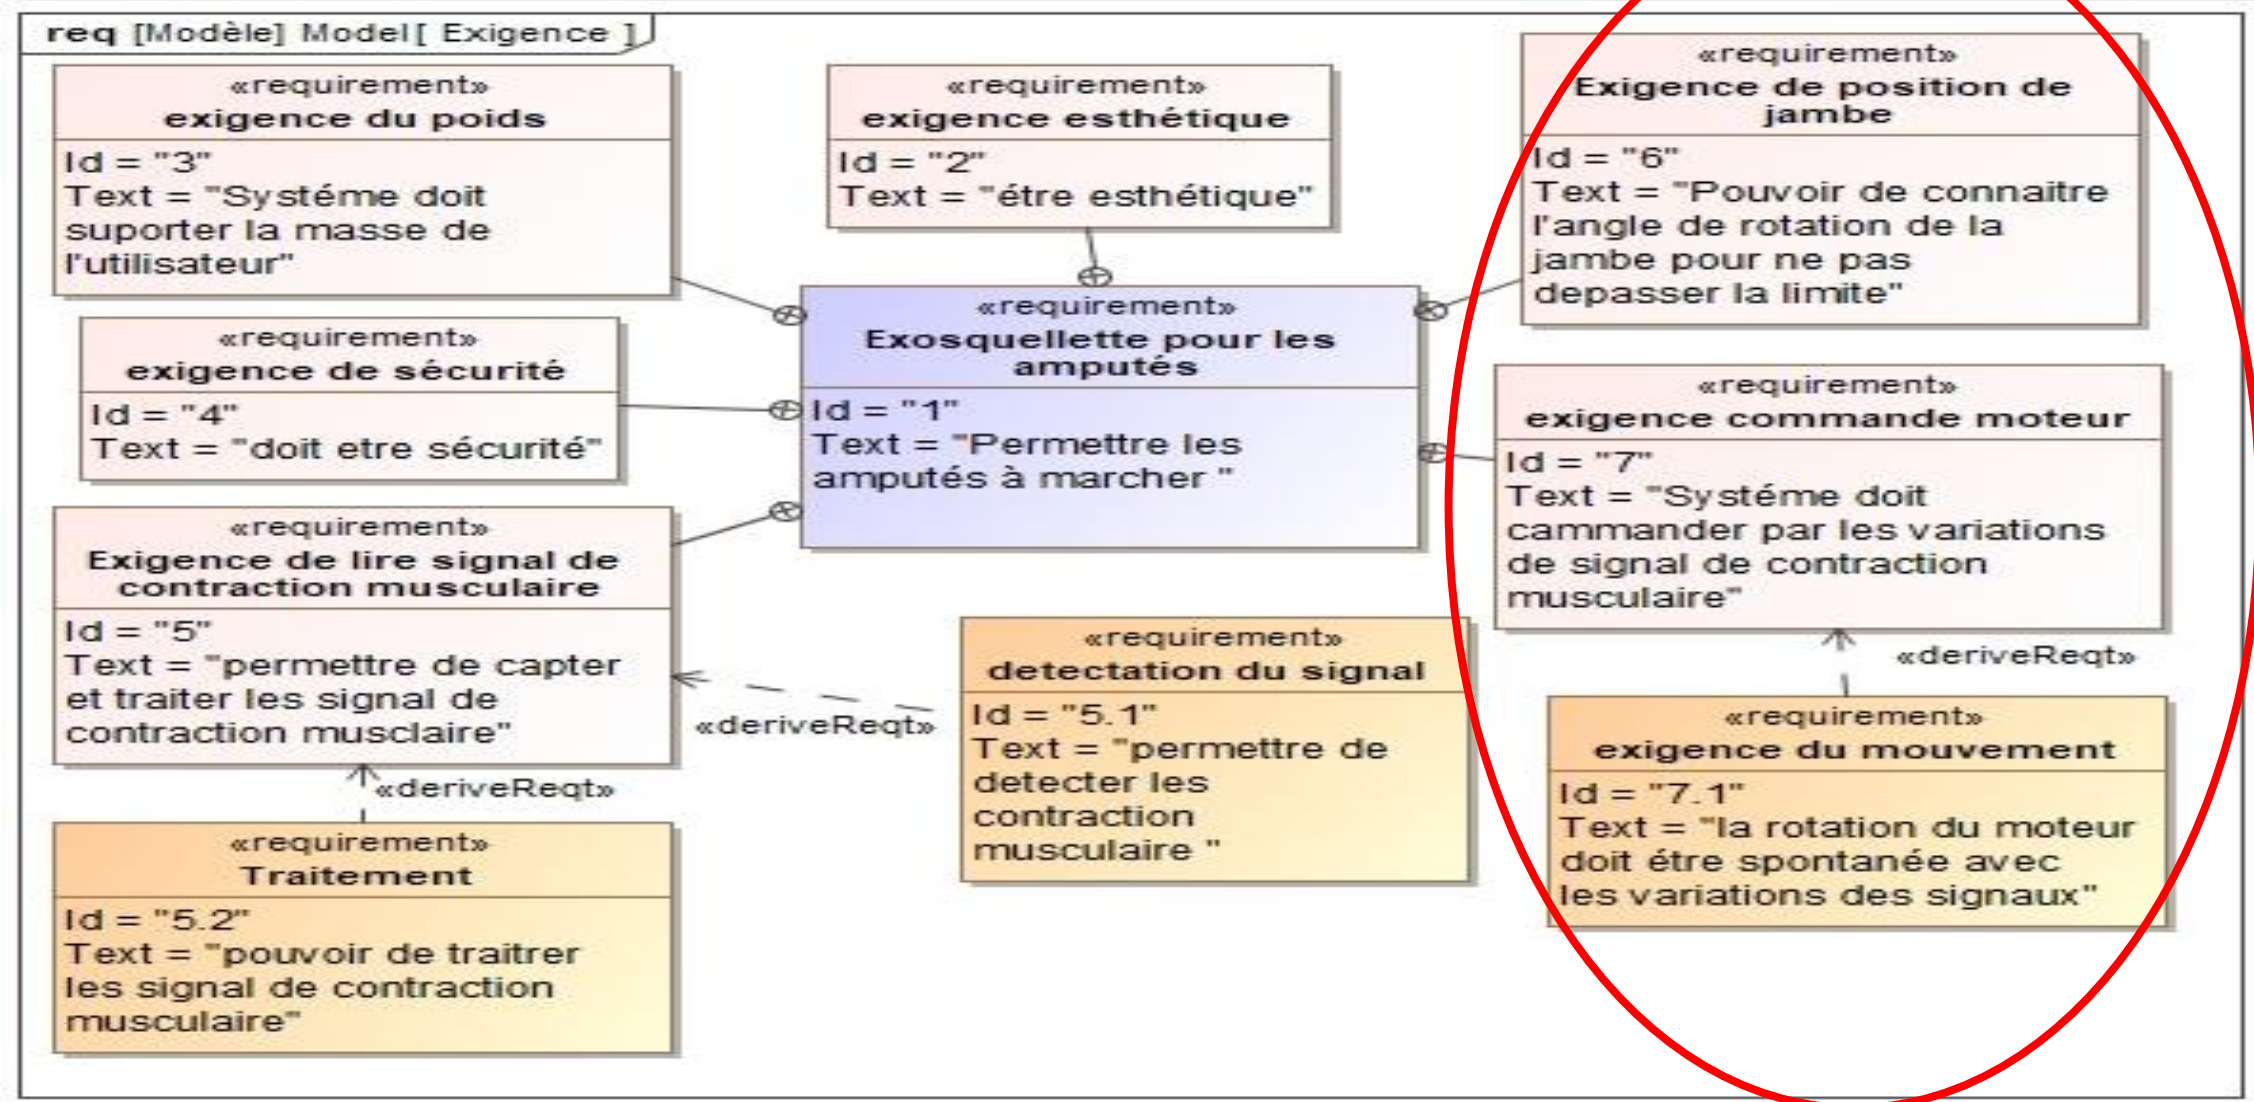 req [Modèle] Model[ Exigence ]
«requirement»
exigence du poids
Id = "3"
Text = "Systéme doit
suporter la masse de
l'utilisateur"
«requirement»
exigence esthétique
Id = "2"
Text = "étre esthétique"
«requirement»
Exigence de position de
jambe
Id = "6"
Text = "Pouvoir de connaitre
l'angle de rotation de la
jambe pour ne pas
depasser la limite"
«requirement»
exigence de sécurité
Id = "4"
Text = "doit etre sécurité"
«requirement»
Exosquellette pour les
amputés
Id = "1"
Text = "Permettre les
amputés à marcher "
«requirement»
exigence commande moteur
Id = "7"
Text = "Systéme doit
cammander par les variations
de signal de contraction
musculaire"
«requirement»
Exigence de lire signal de
contraction musculaire
Id = "5"
Text = "permettre de capter
et traiter les signal de
contraction musclaire"
«deriveReqt»
«requirement»
detectation du signal
Id = "5.1"
Text = "permettre de
detecter les
contraction
musculaire "
«deriveReqt»
«requirement»
exigence du mouvement
Id = "7.1"
Text = "la rotation du moteur
doit étre spontanée avec
les variations des signaux"
«deriveReqt»
«requirement»
Traitement
Id = "5.2"
Text = "pouvoir de traitrer
les signal de contraction
musculaire"